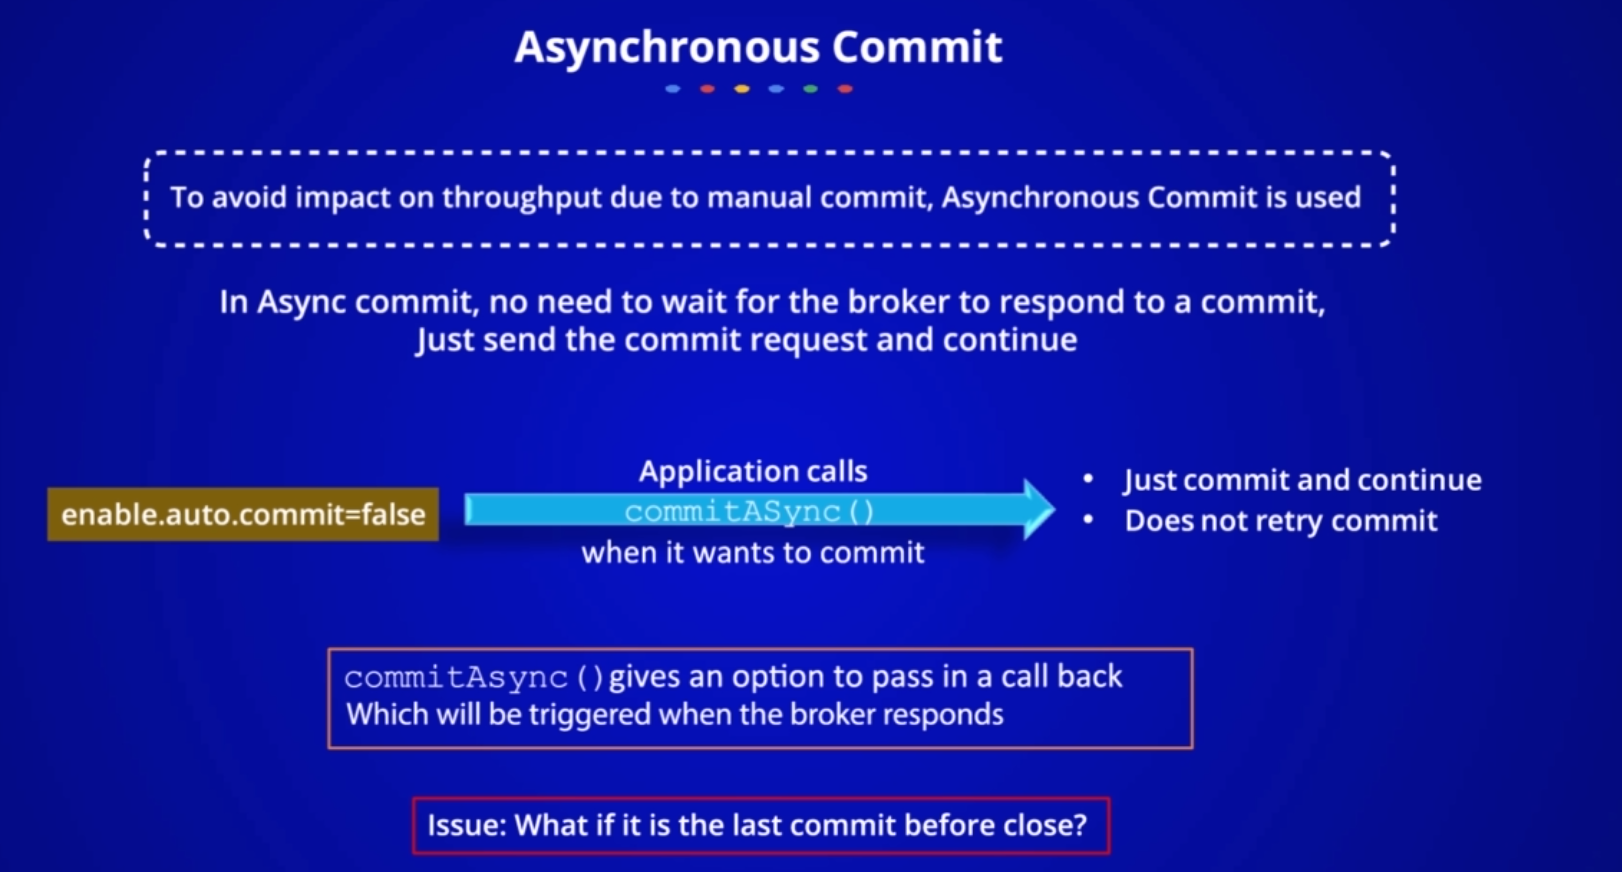 Asynchronous Commit
To avoid impact on throughput due to manual commit, Asynchronous Commit is used
In Async commit, no need to wait for the broker to respond to a commit,
Just send the commit request and continue
enable.auto.commit=false
Application calls
commitASync()
when it wants to commit
• Just commit and continue
• Does not retry commit
commitAsync()gives an option to pass in a call back
Which will be triggered when the broker responds
Issue: What if it is the last commit before close?